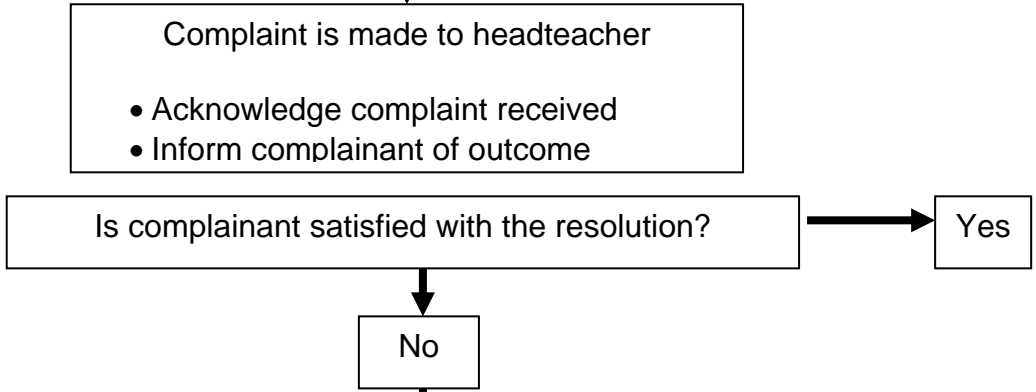 Complaint is made to headteacher
• Acknowledge complaint received
• Inform complainant of outcome
Is complainant satisfied with the resolution?
Yes
No